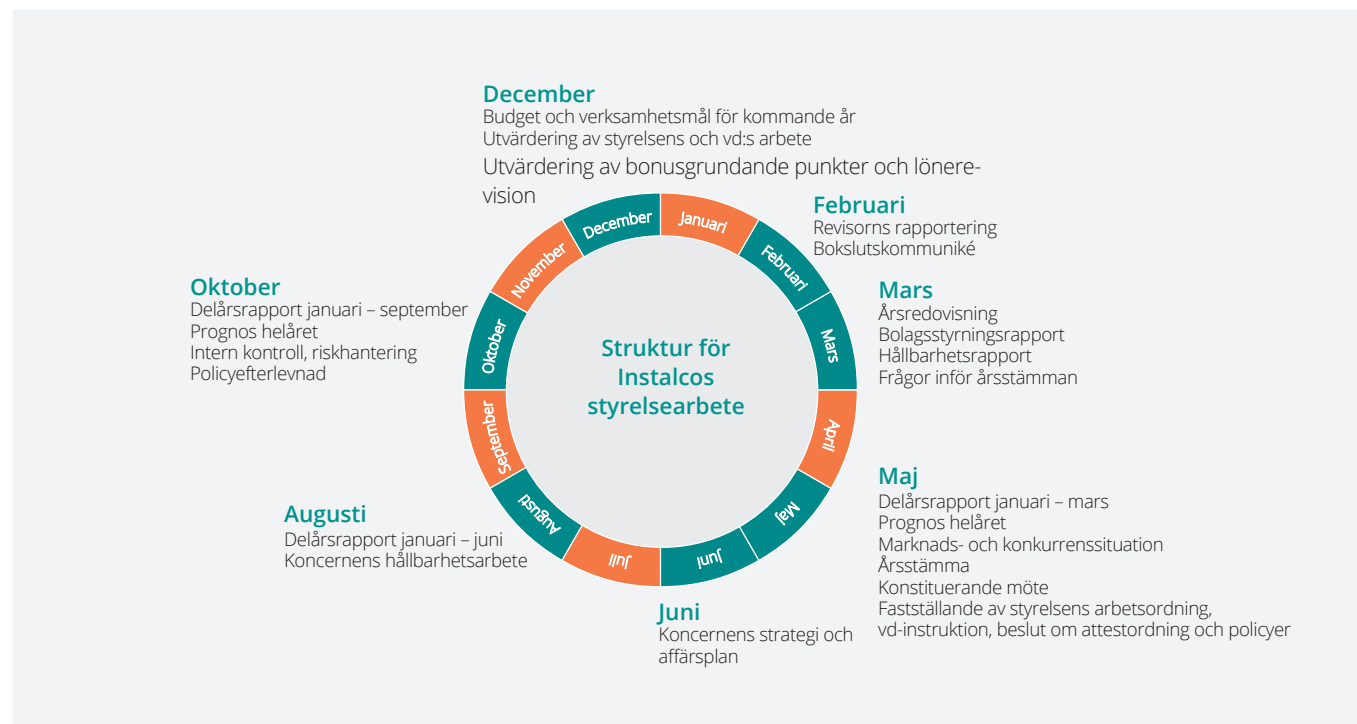 December
Budget och verksamhetsmål för kommande år
Utvärdering av styrelsens och vd:s arbete
Utvärdering av bonusgrundande punkter och lönere-
vision
Februari
Revisorns rapportering
Bokslutskommuniké
Mars
Årsredovisning
Bolagsstyrningsrapport
Hållbarhetsrapport
Frågor inför årsstämman
Maj
Delårsrapport januari – mars
Prognos helåret
Marknads- och konkurrenssituation
Årsstämma
Konstituerande möte
Fastställande av styrelsens arbetsordning,
vd-instruktion, beslut om attestordning och policyer
Juni
Koncernens strategi och
affärsplan
Augusti
Delårsrapport januari – juni
Koncernens hållbarhetsarbete
Oktober
Delårsrapport januari – september
Prognos helåret
Intern kontroll, riskhantering
Policyefterlevnad
Januari
Februari
Mars
April
Maj
Juni
Juli
Augusti
September
Oktober
November
December
Struktur för
Instalcos
styrelsearbete